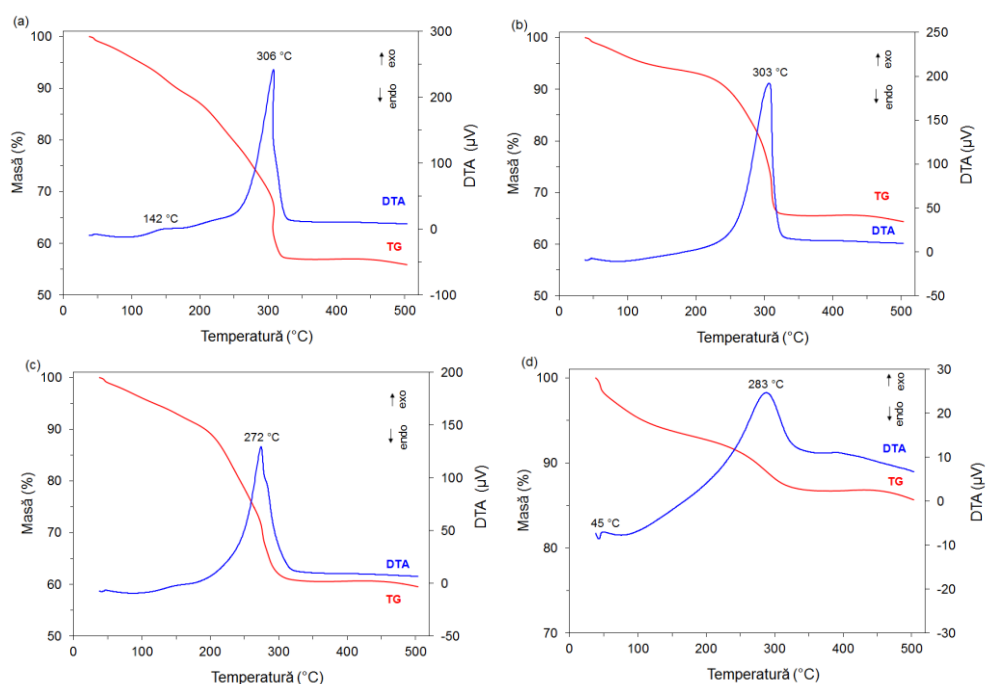 (a)
100
90
80
70
60
50
Masă (%)
300
200
100
0
-100
DTA (µV)
306 °C
142 °C
exo
endo
DTA
TG
0 100 200 300 400 500
Temperatură (°C)
(b)
100
90
80
70
60
50
Masă (%)
250
200
150
100
50
0
-50
DTA (µV)
303 °C
exo
endo
TG
DTA
0 100 200 300 400 500
Temperatură (°C)
(c)
100
90
80
70
60
50
Masă (%)
200
150
100
50
0
-50
DTA (µV)
272 °C
exo
endo
DTA
TG
0 100 200 300 400 500
Temperatură (°C)
(d)
100
90
80
70
Masă (%)
30
20
10
0
-10
-20
-30
DTA (µV)
283 °C
45 °C
exo
endo
DTA
TG
0 100 200 300 400 500
Temperatură (°C)